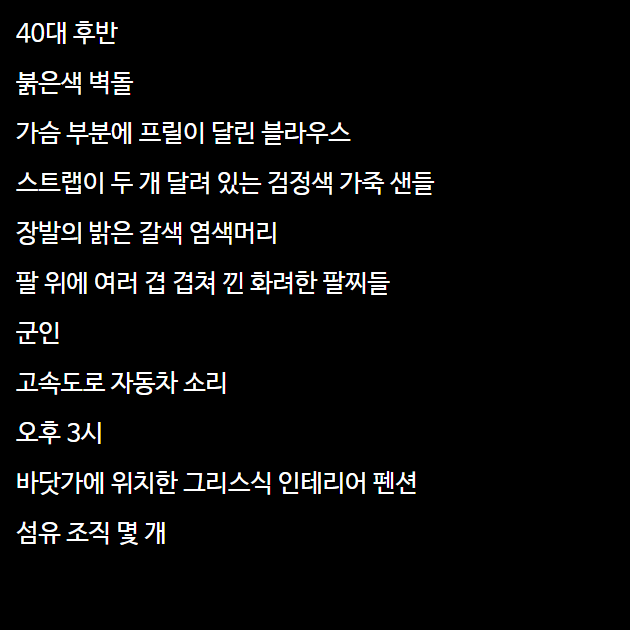 40대 후반
붉은색 벽돌
가슴 부분에 프릴이 달린 블라우스
스트랩이 두 개 달려 있는 검정색 가죽 샌들
장발의 밝은 갈색 염색머리
팔 위에 여러 겹 겹쳐 낀 화려한 팔찌들
군인
고속도로 자동차 소리
오후 3시
바닷가에 위치한 그리스식 인테리어 펜션
섬유 조직 몇 개